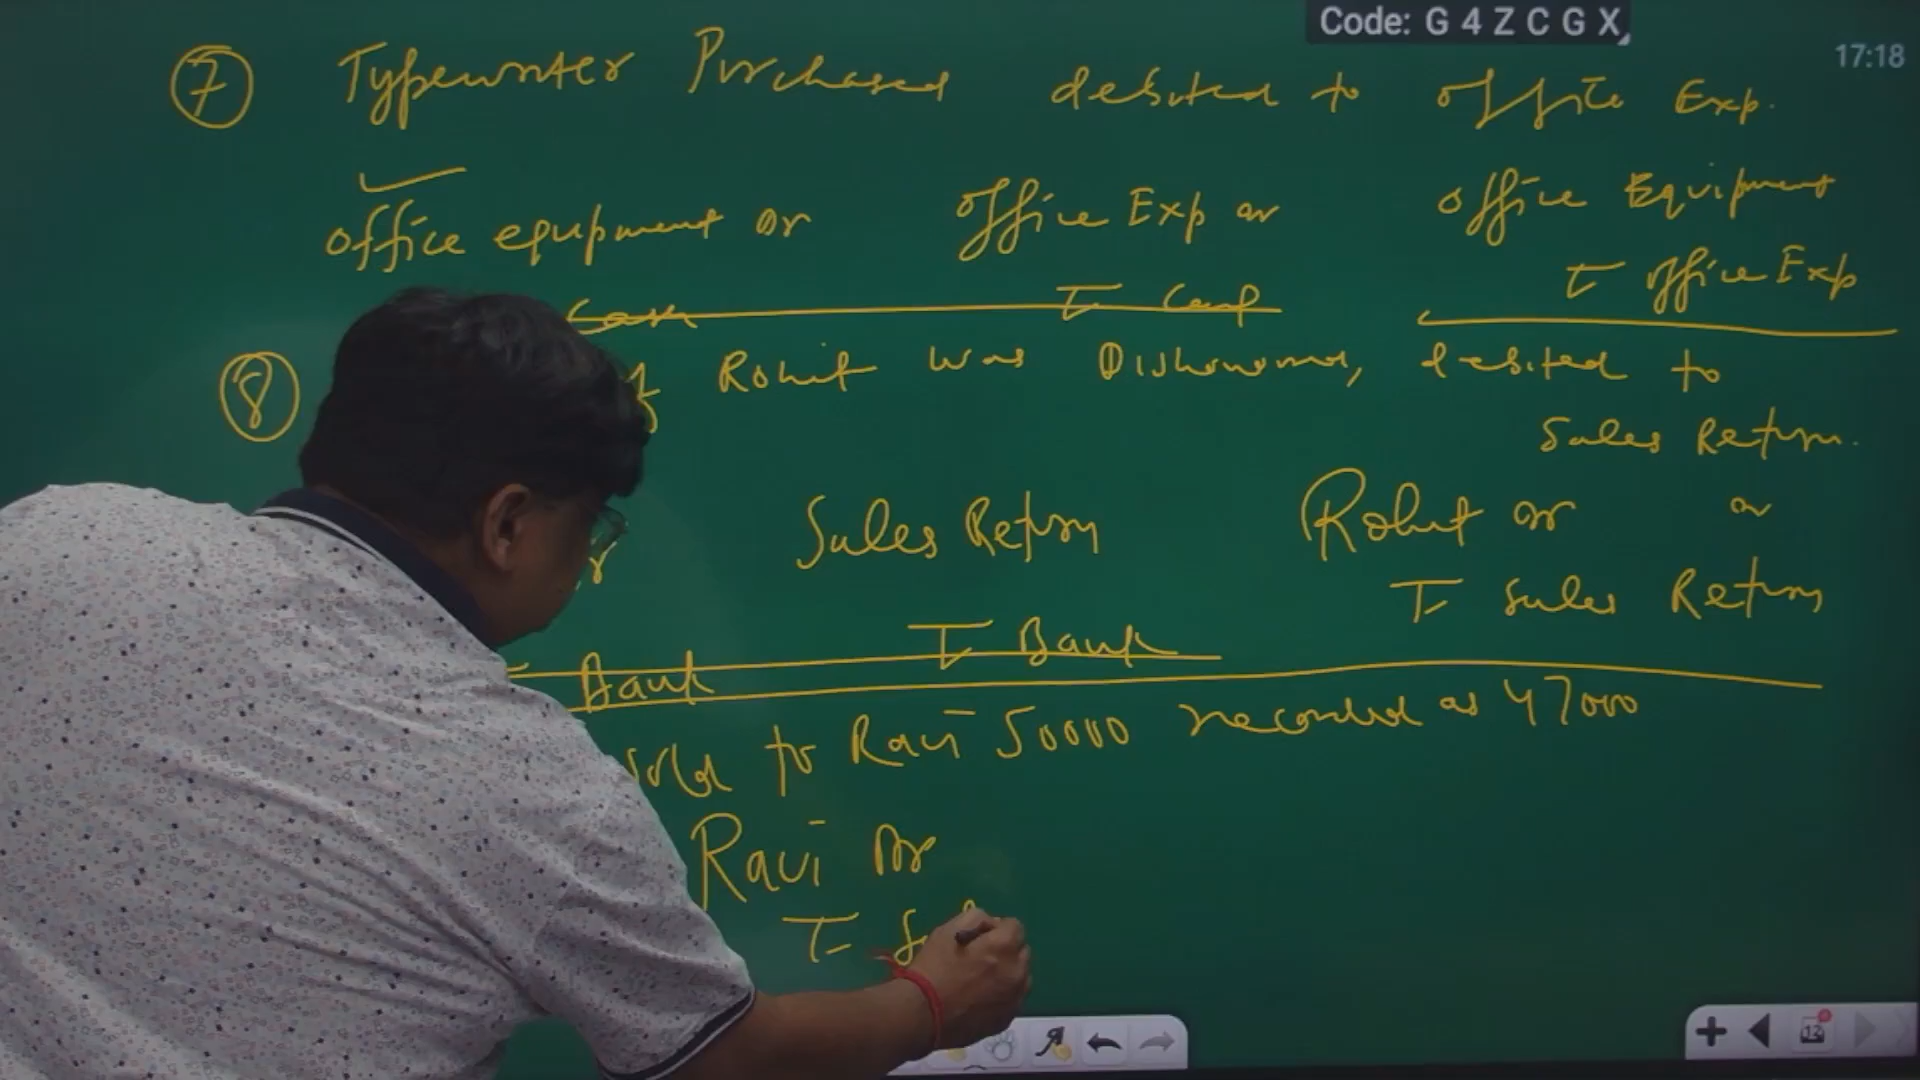 Code: G 4 Z C G X
17:18
7 Typewriter Purchased debited to office Exp.
office equipment Dr office Exp Dr office Equipment
Cash To Cash To office Exp
8 of Rohit was Dishonoured, debited to
Sales Return.
r Sales Return Rohit Dr
To Bank To Sales Return
Bank
sold to Ravi 50000 recorded as 47000
Ravi Dr
To
12